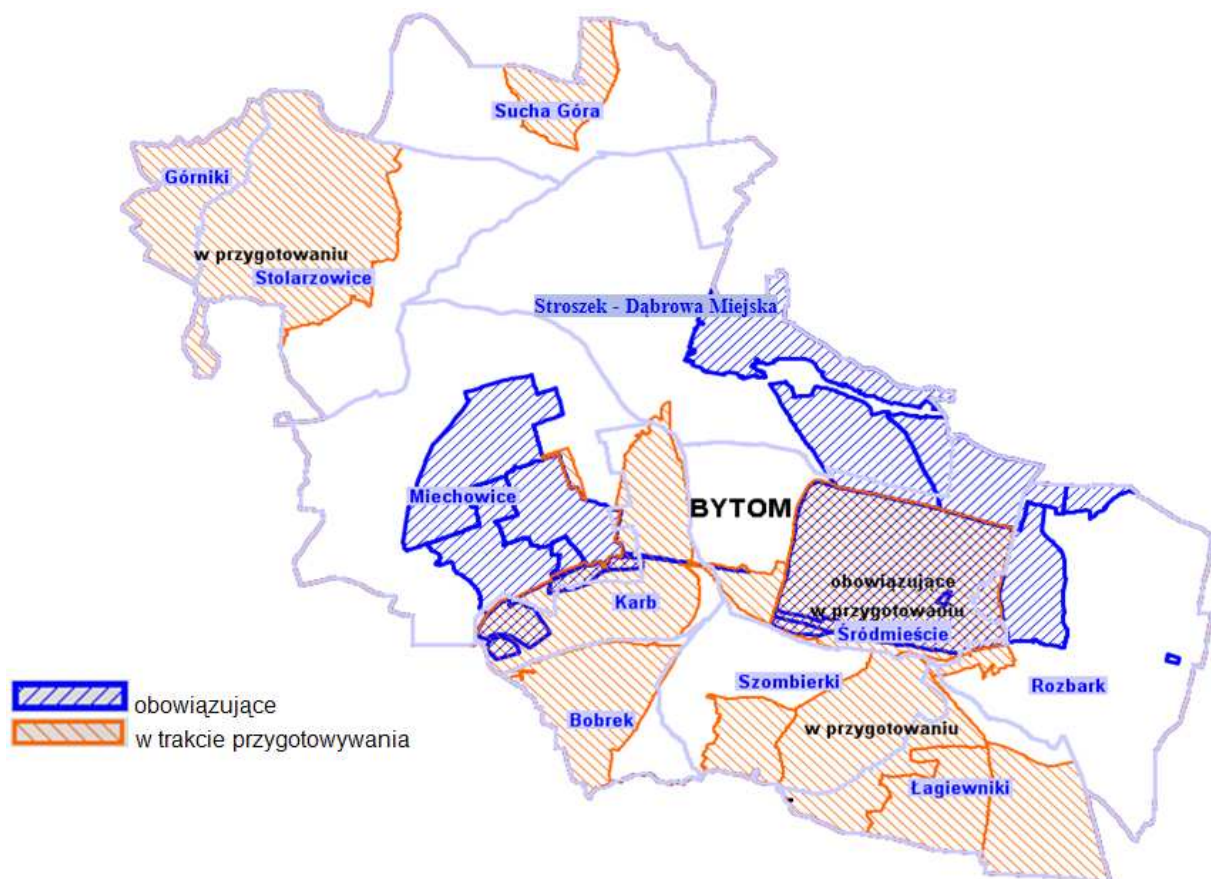 Sucha Góra
Górniki
w przygotowaniu
Stolarzowice
Stroszek - Dąbrowa Miejska
Miechowice
BYTOM
obowiązujące
w przygotowaniu
Karb
Śródmieście
Szombierki
Rozbark
Bobrek
w przygotowaniu
Łagiewniki
obowiązujące
w trakcie przygotowywania